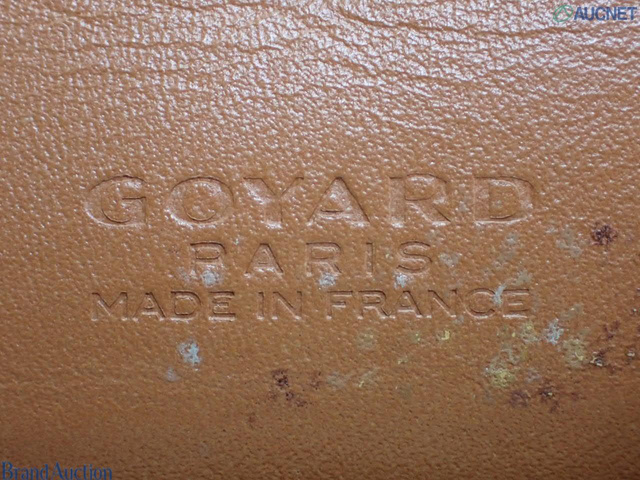 AUCNET
GOYARD
PARIS
MADE IN FRANCE
Brand Auction